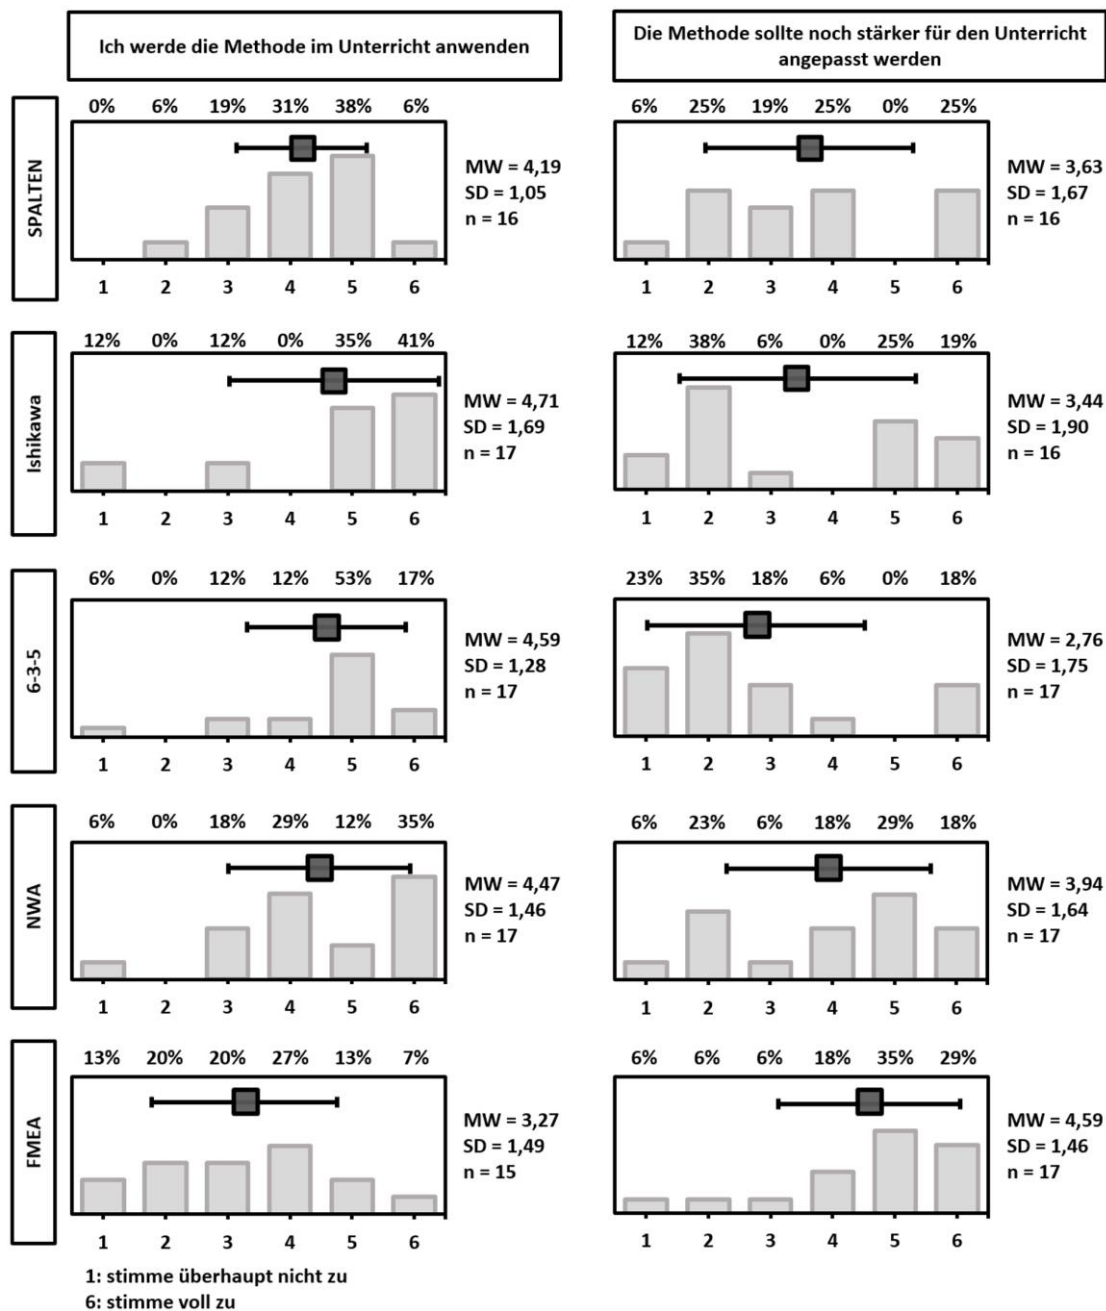 Ich werde die Methode im Unterricht anwenden
Die Methode sollte noch stärker für den Unterricht
angepasst werden
SPALTEN
0% 6% 19% 31% 38% 6%
MW = 4,19
SD = 1,05
n = 16
1 2 3 4 5 6
6% 25% 19% 25% 0% 25%
MW = 3,63
SD = 1,67
n = 16
1 2 3 4 5 6
Ishikawa
12% 0% 12% 0% 35% 41%
MW = 4,71
SD = 1,69
n = 17
1 2 3 4 5 6
12% 38% 6% 0% 25% 19%
MW = 3,44
SD = 1,90
n = 16
1 2 3 4 5 6
6-3-5
6% 0% 12% 12% 53% 17%
MW = 4,59
SD = 1,28
n = 17
1 2 3 4 5 6
23% 35% 18% 6% 0% 18%
MW = 2,76
SD = 1,75
n = 17
1 2 3 4 5 6
NWA
6% 0% 18% 29% 12% 35%
MW = 4,47
SD = 1,46
n = 17
1 2 3 4 5 6
6% 23% 6% 18% 29% 18%
MW = 3,94
SD = 1,64
n = 17
1 2 3 4 5 6
FMEA
13% 20% 20% 27% 13% 7%
MW = 3,27
SD = 1,49
n = 15
1 2 3 4 5 6
6% 6% 6% 18% 35% 29%
MW = 4,59
SD = 1,46
n = 17
1 2 3 4 5 6
1: stimme überhaupt nicht zu
6: stimme voll zu